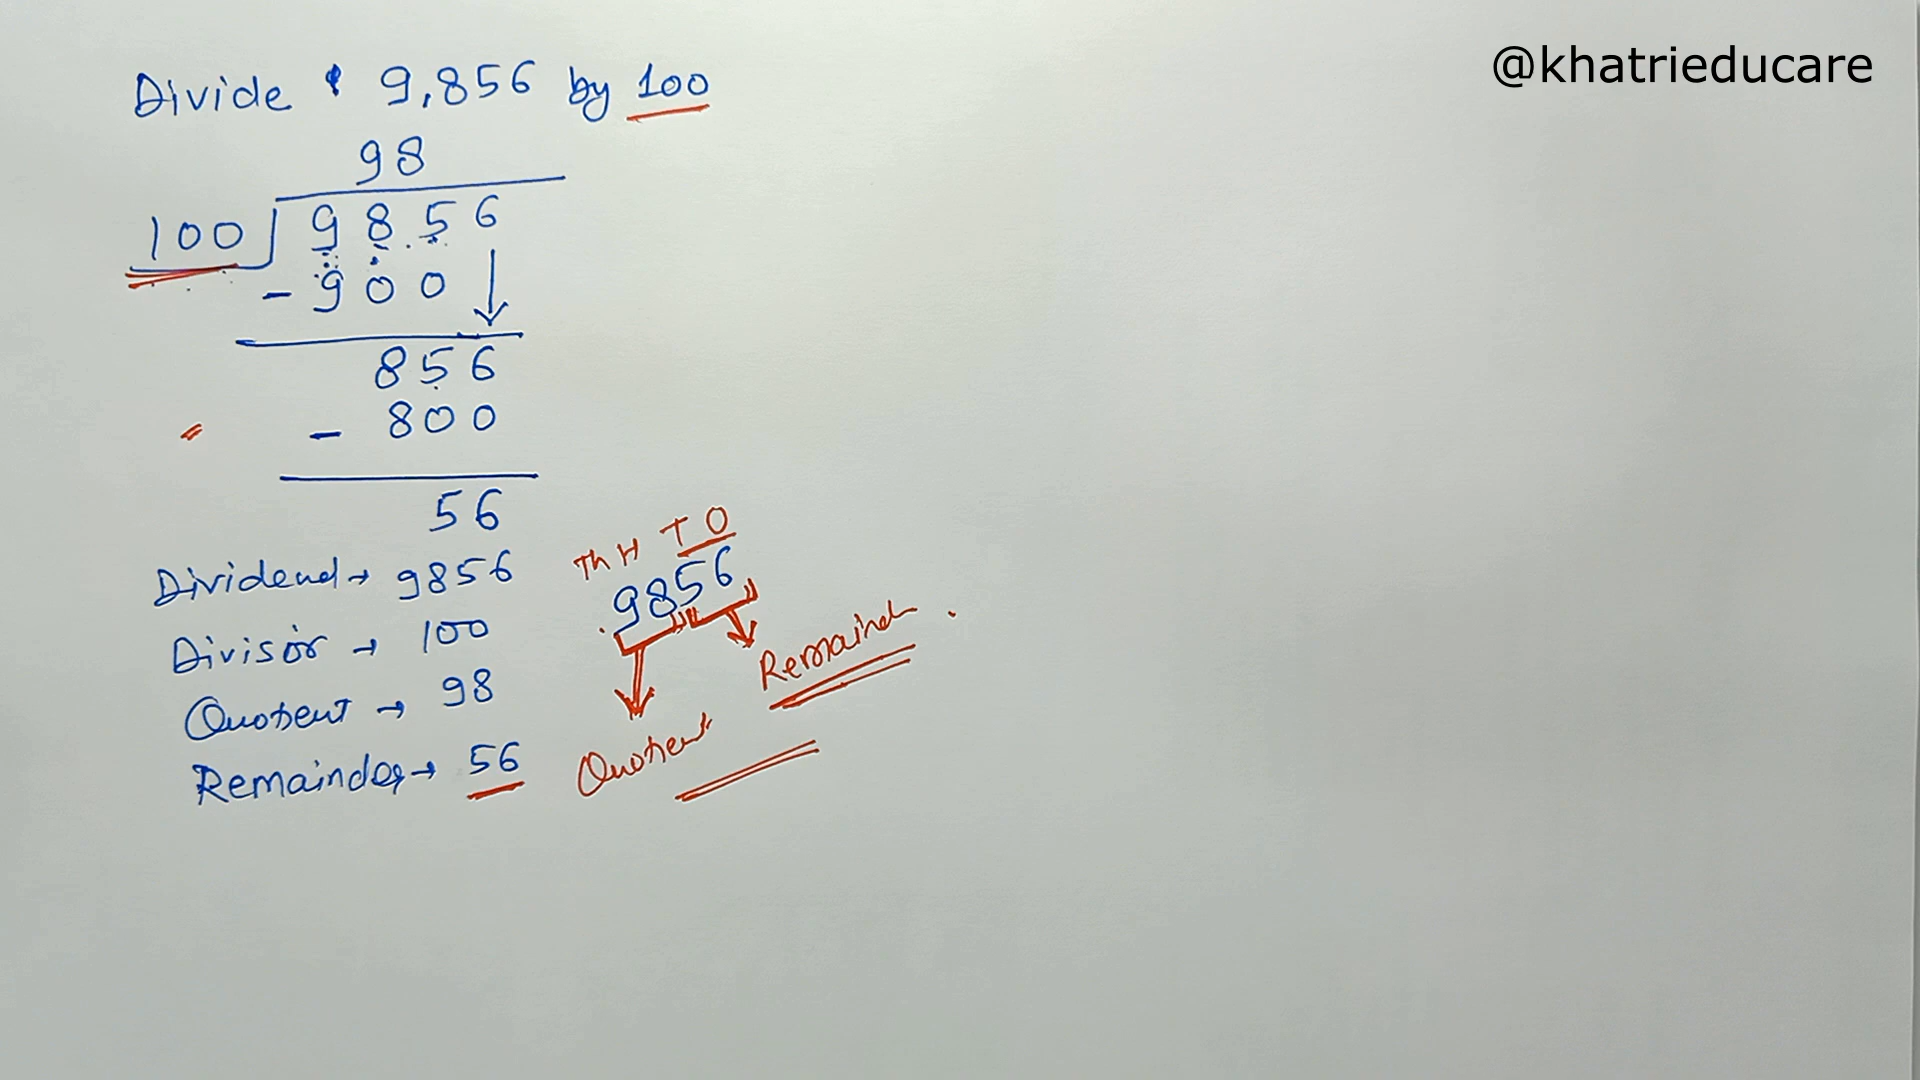 @khatrieducare
Divide 9,856 by 100
98
100 9856
- 900
856
- 800
56
Dividend → 9856
Divisor → 100
Quotient → 98
Remainder → 56
Th H T O
9856
Remainder
Quotient